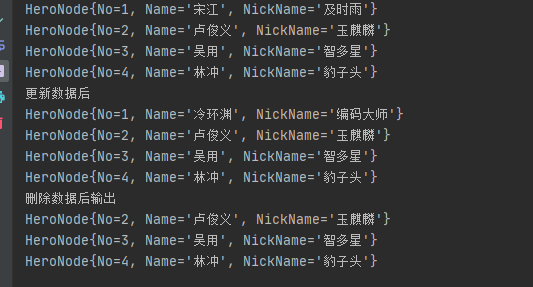 HeroNode{No=1, Name='宋江', NickName='及时雨'}
HeroNode{No=2, Name='卢俊义', NickName='玉麒麟'}
HeroNode{No=3, Name='吴用', NickName='智多星'}
HeroNode{No=4, Name='林冲', NickName='豹子头'}
更新数据后
HeroNode{No=1, Name='冷环渊', NickName='编码大师'}
HeroNode{No=2, Name='卢俊义', NickName='玉麒麟'}
HeroNode{No=3, Name='吴用', NickName='智多星'}
HeroNode{No=4, Name='林冲', NickName='豹子头'}
删除数据后输出
HeroNode{No=2, Name='卢俊义', NickName='玉麒麟'}
HeroNode{No=3, Name='吴用', NickName='智多星'}
HeroNode{No=4, Name='林冲', NickName='豹子头'}